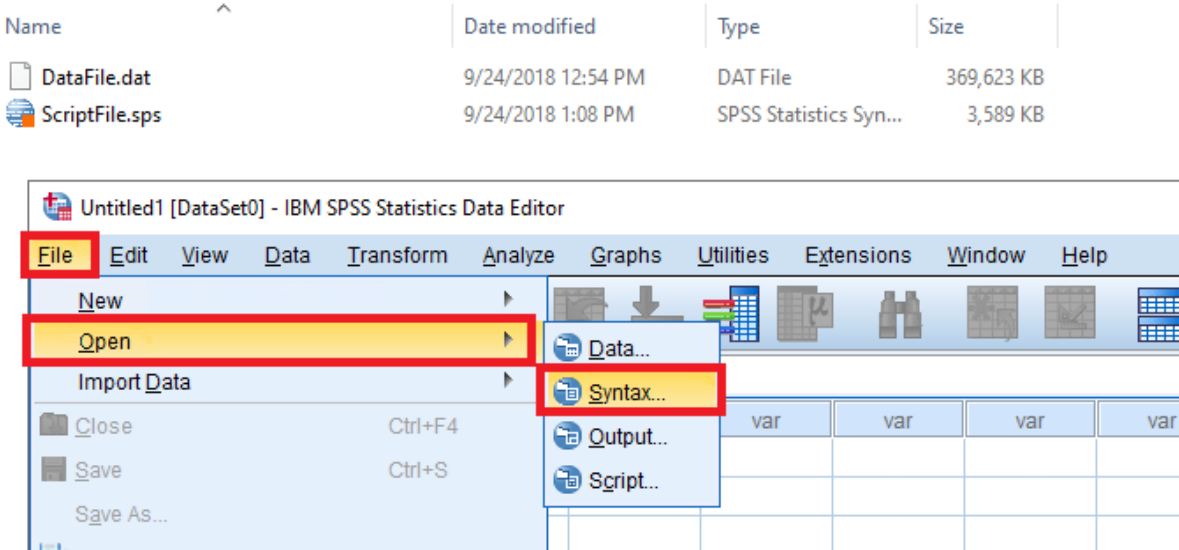 Name Date modified Type Size
DataFile.dat 9/24/2018 12:54 PM DAT File 369,623 KB
ScriptFile.sps 9/24/2018 1:08 PM SPSS Statistics Syn... 3,589 KB
Untitled1 [DataSet0] - IBM SPSS Statistics Data Editor
File Edit View Data Transform Analyze Graphs Utilities Extensions Window Help
New
Open
Data...
Import Data
Syntax...
Close Ctrl+F4
var var var var
Output...
Save Ctrl+S
Script...
Save As...